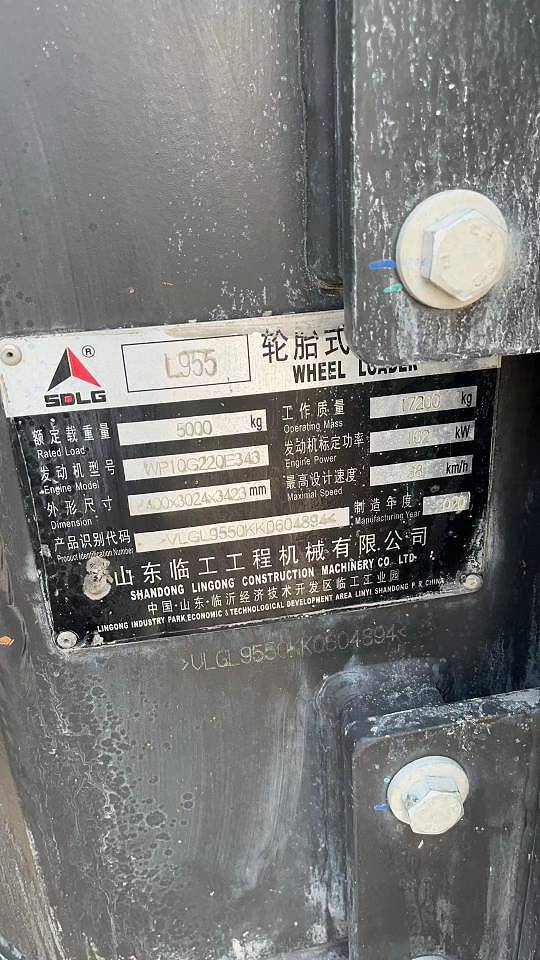 ® L955 轮胎式
SDLG WHEEL LOADER
额定载重量 5000 kg
Rated Load
工作质量 17200 kg
Operating Mass
发动机型号 WP10G220E343
Engine Model
发动机标定功率 162 kW
Engine Power
外形尺寸 mm
Dimension
最高设计速度 38 km/h
Maximial Speed
产品识别代码 >VLGL9550KK0604894<
Product Identification Number
制造年度 2020
Manufacturing Year
山东临工工程机械有限公司
SHANDONG LINGONG CONSTRUCTION MACHINERY CO. LTD.
中国·山东·临沂经济技术开发区临工工业园
LINGONG INDUSTRY PARK,ECONOMIC & TECHNOLOGICAL DEVELOPMENT AREA LINYI SHANDONG P.R.CHINA
>VLGL9550KK0604894<